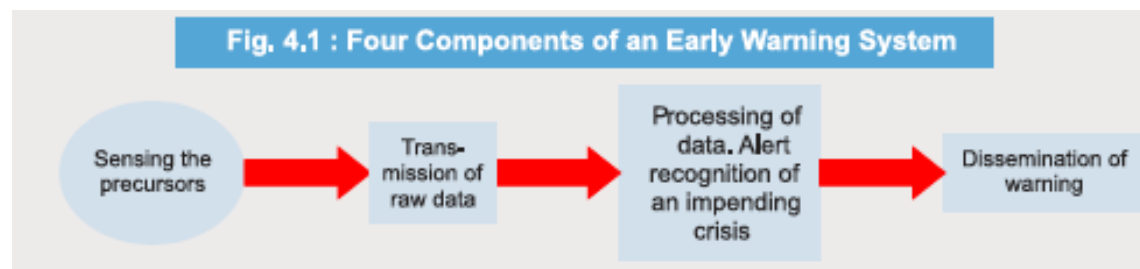 Fig. 4.1 : Four Components of an Early Warning System
Sensing the
precursors
Trans-
mission of
raw data
Processing of
data. Alert
recognition of
an impending
crisis
Dissemination of
warning